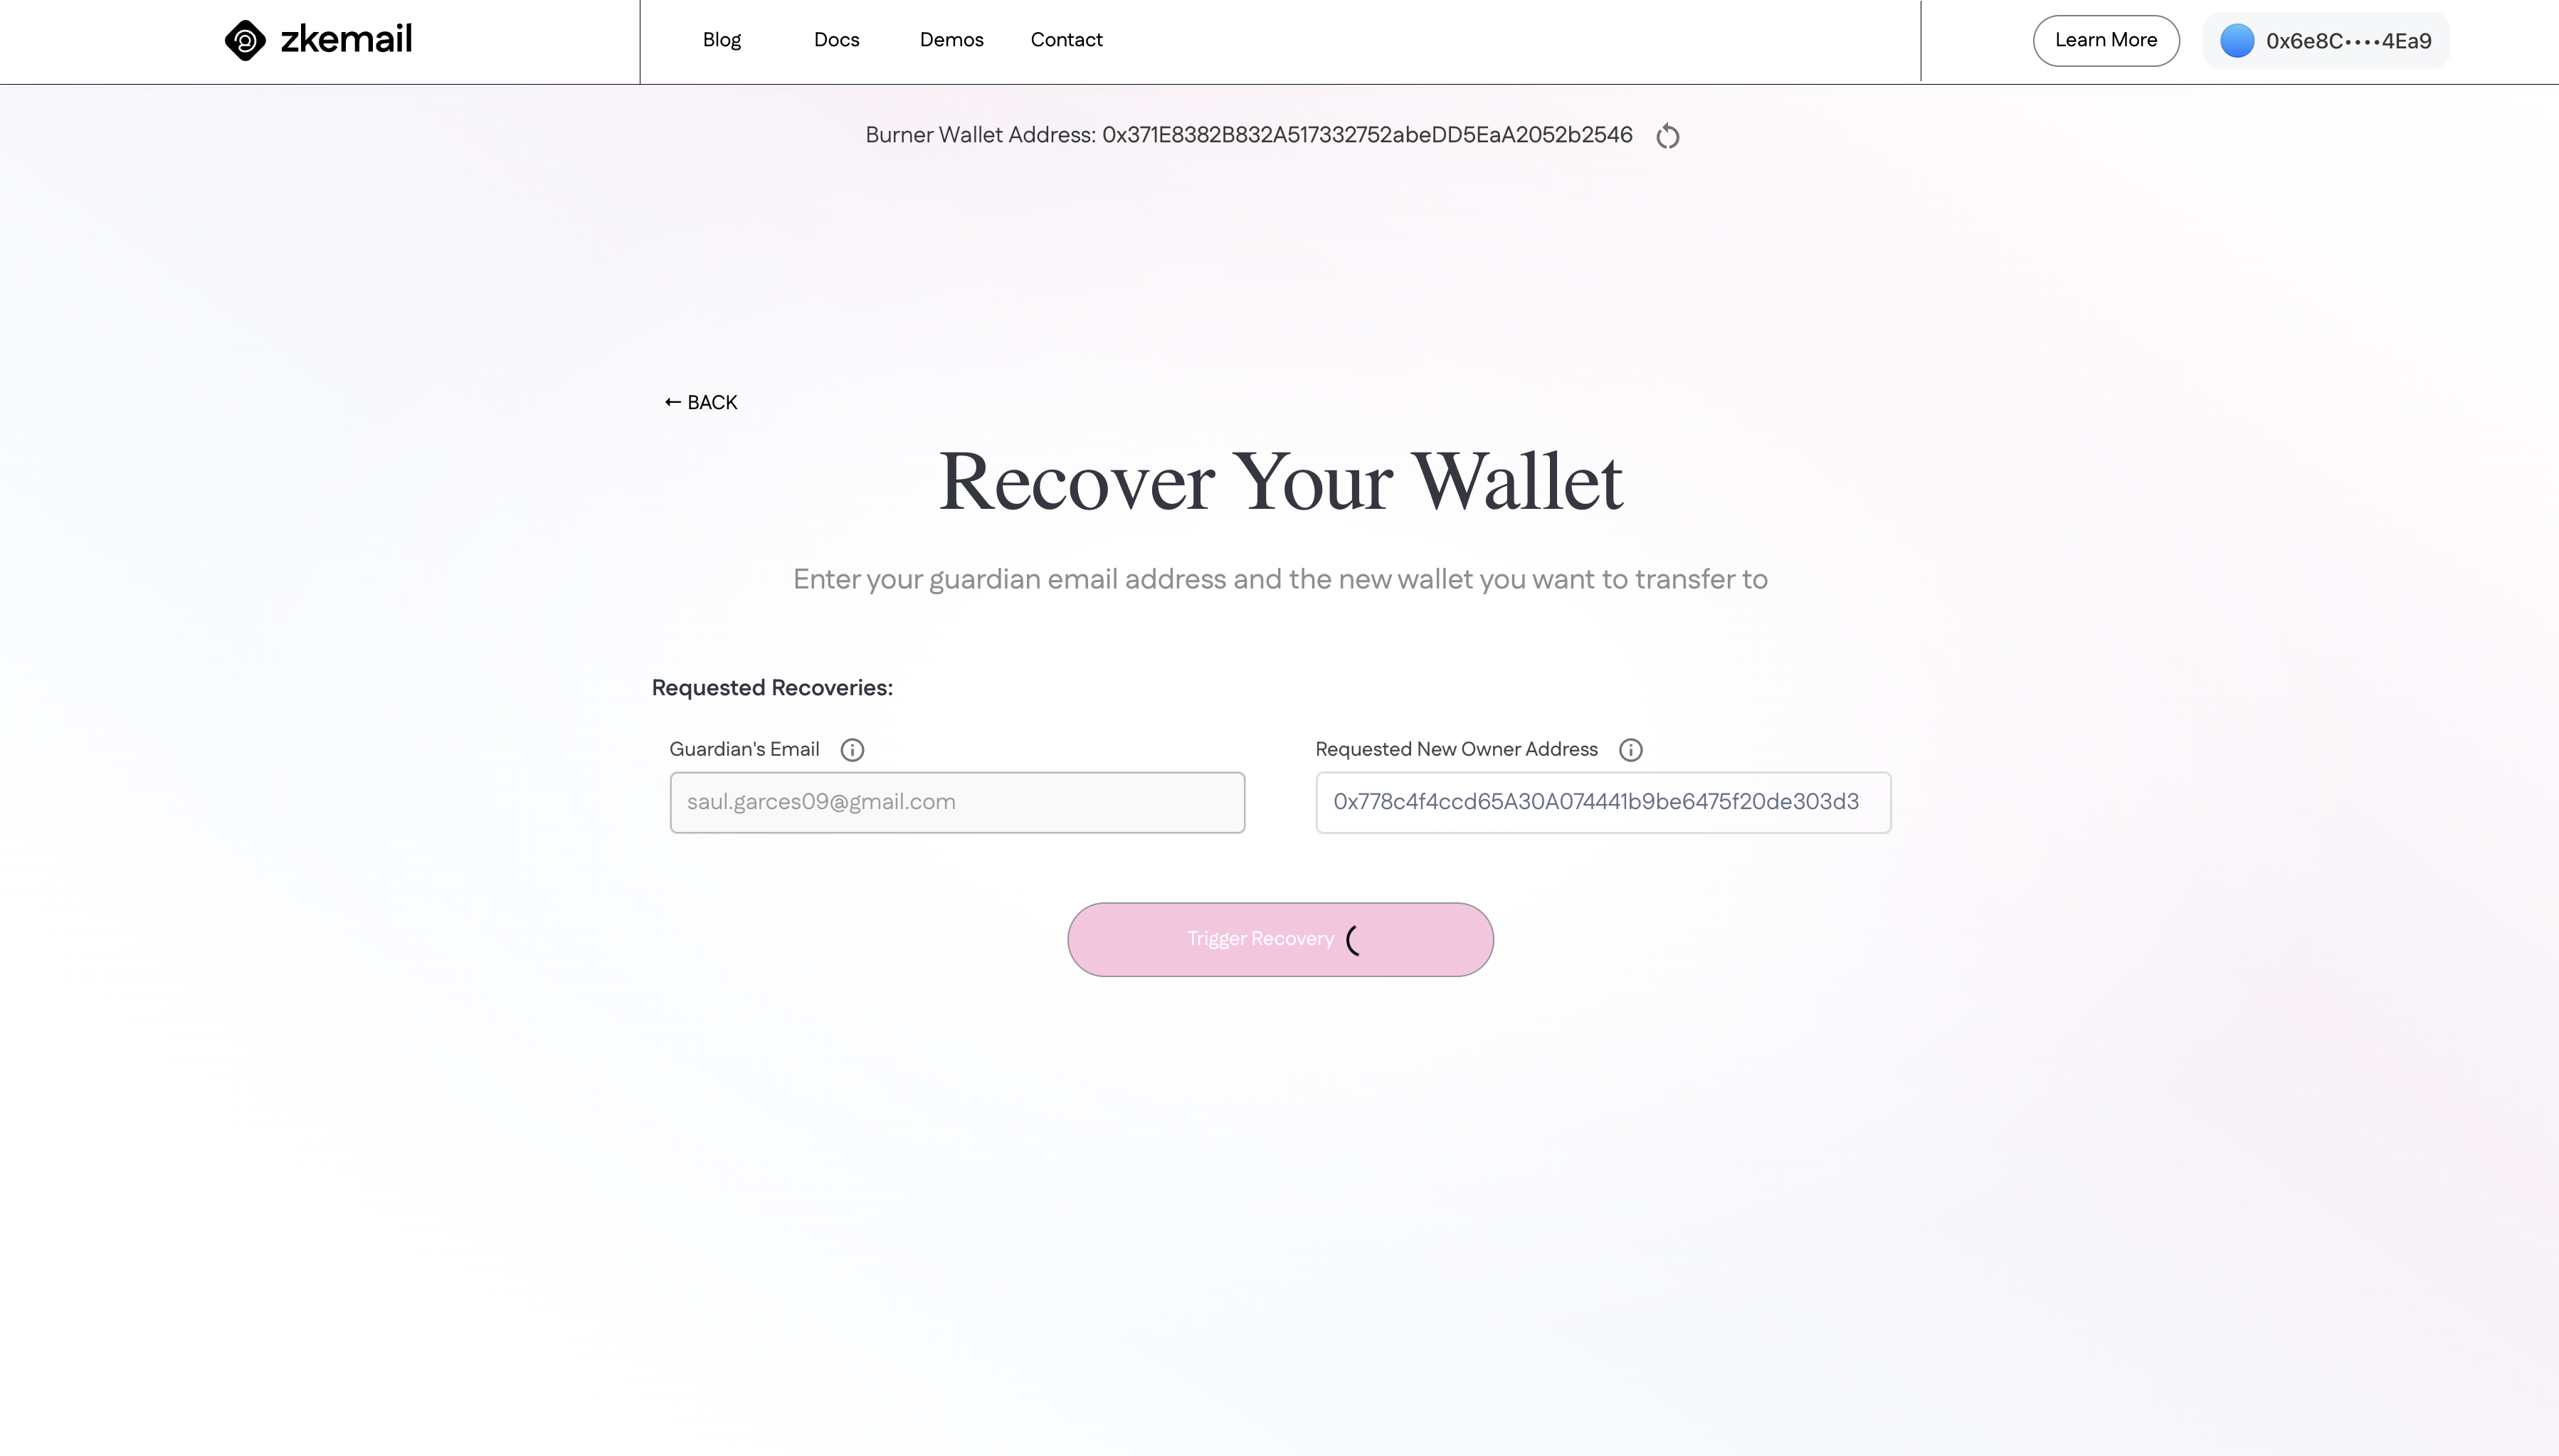 zkemail
Blog Docs Demos Contact
Learn More
0x6e8C••••4Ea9
Burner Wallet Address: 0x371E8382B832A517332752abeDD5EaA2052b2546
← BACK
Recover Your Wallet
Enter your guardian email address and the new wallet you want to transfer to
Requested Recoveries:
Guardian's Email
Requested New Owner Address
saul.garces09@gmail.com
0x778c4f4ccd65A30A074441b9be6475f20de303d3
Trigger Recovery